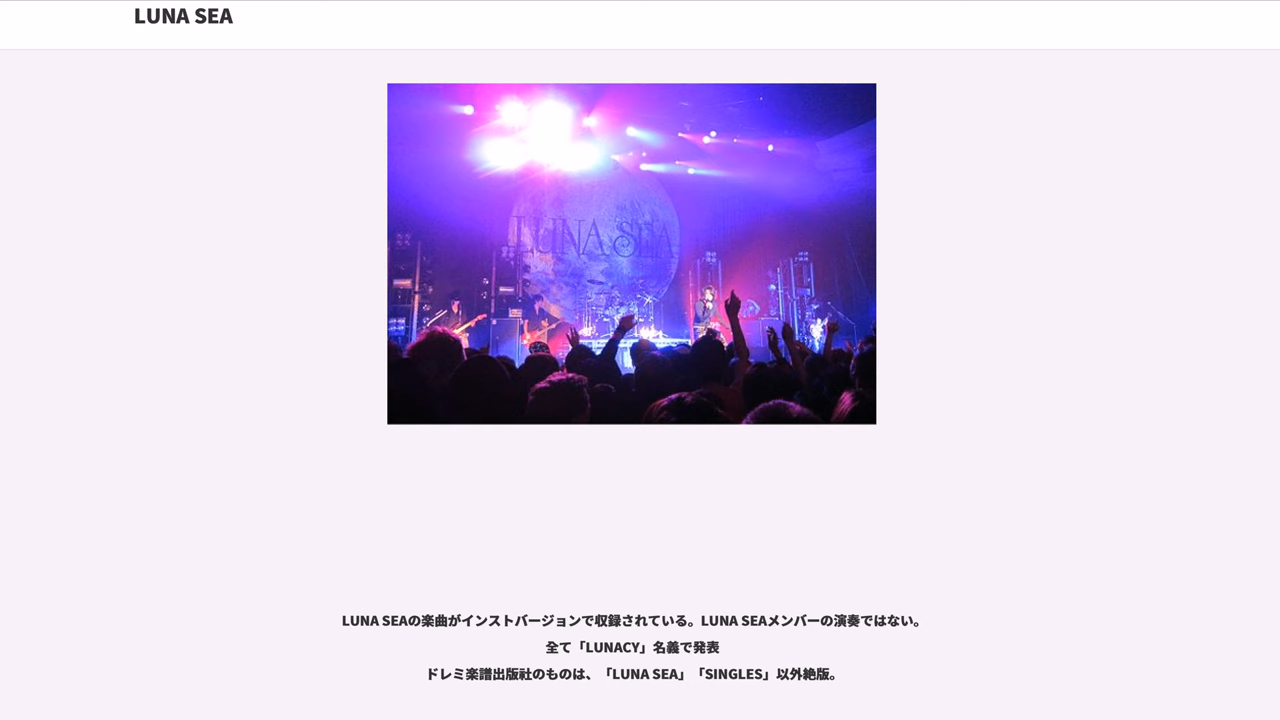 LUNA SEA
LUNA SEA
LUNA SEAの楽曲がインストバージョンで収録されている。LUNA SEAメンバーの演奏ではない。
全て「LUNACY」名義で発表
ドレミ楽譜出版社のものは、「LUNA SEA」「SINGLES」以外絶版。